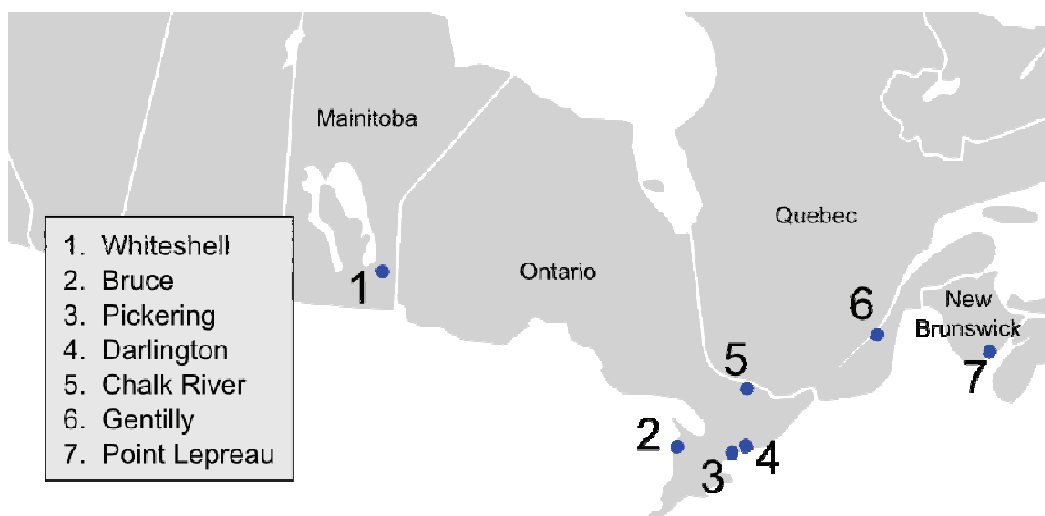 Mainitoba
Quebec
1. Whiteshell
2. Bruce
3. Pickering
4. Darlington
5. Chalk River
6. Gentilly
7. Point Lepreau
Ontario
1
6
New
Brunswick
7
5
2
3
4